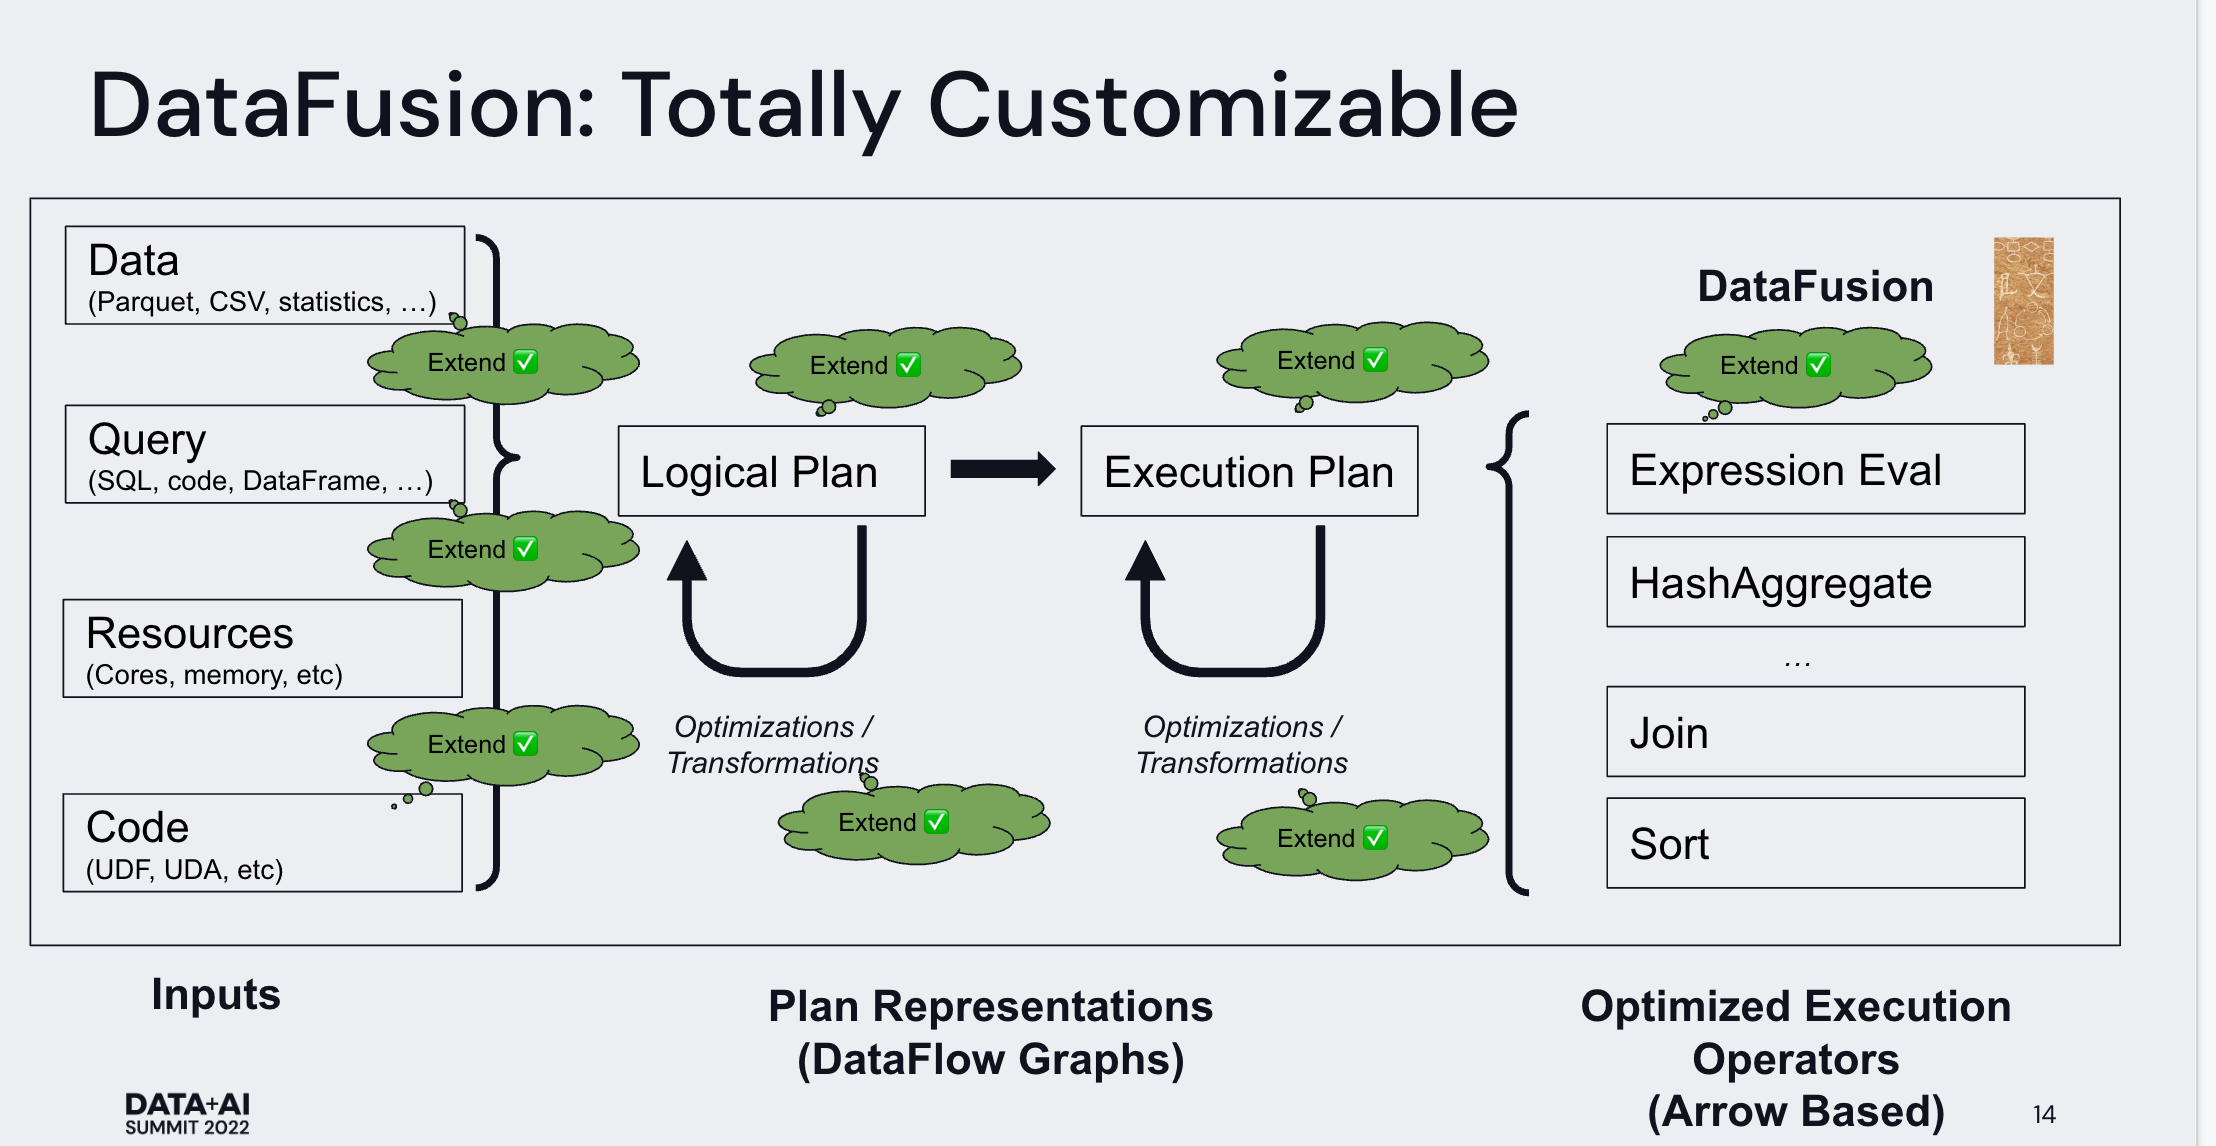 DataFusion: Totally Customizable
Data
(Parquet, CSV, statistics, …)
Extend ✅
Query
(SQL, code, DataFrame, …)
Extend ✅
Resources
(Cores, memory, etc)
Extend ✅
Code
(UDF, UDA, etc)
Extend ✅
Logical Plan
Optimizations /
Transformations
Extend ✅
Extend ✅
Execution Plan
Optimizations /
Transformations
Extend ✅
DataFusion
Extend ✅
Expression Eval
HashAggregate
…
Join
Sort
Inputs
Plan Representations
(DataFlow Graphs)
Optimized Execution
Operators
(Arrow Based)
DATA+AI
SUMMIT 2022
14